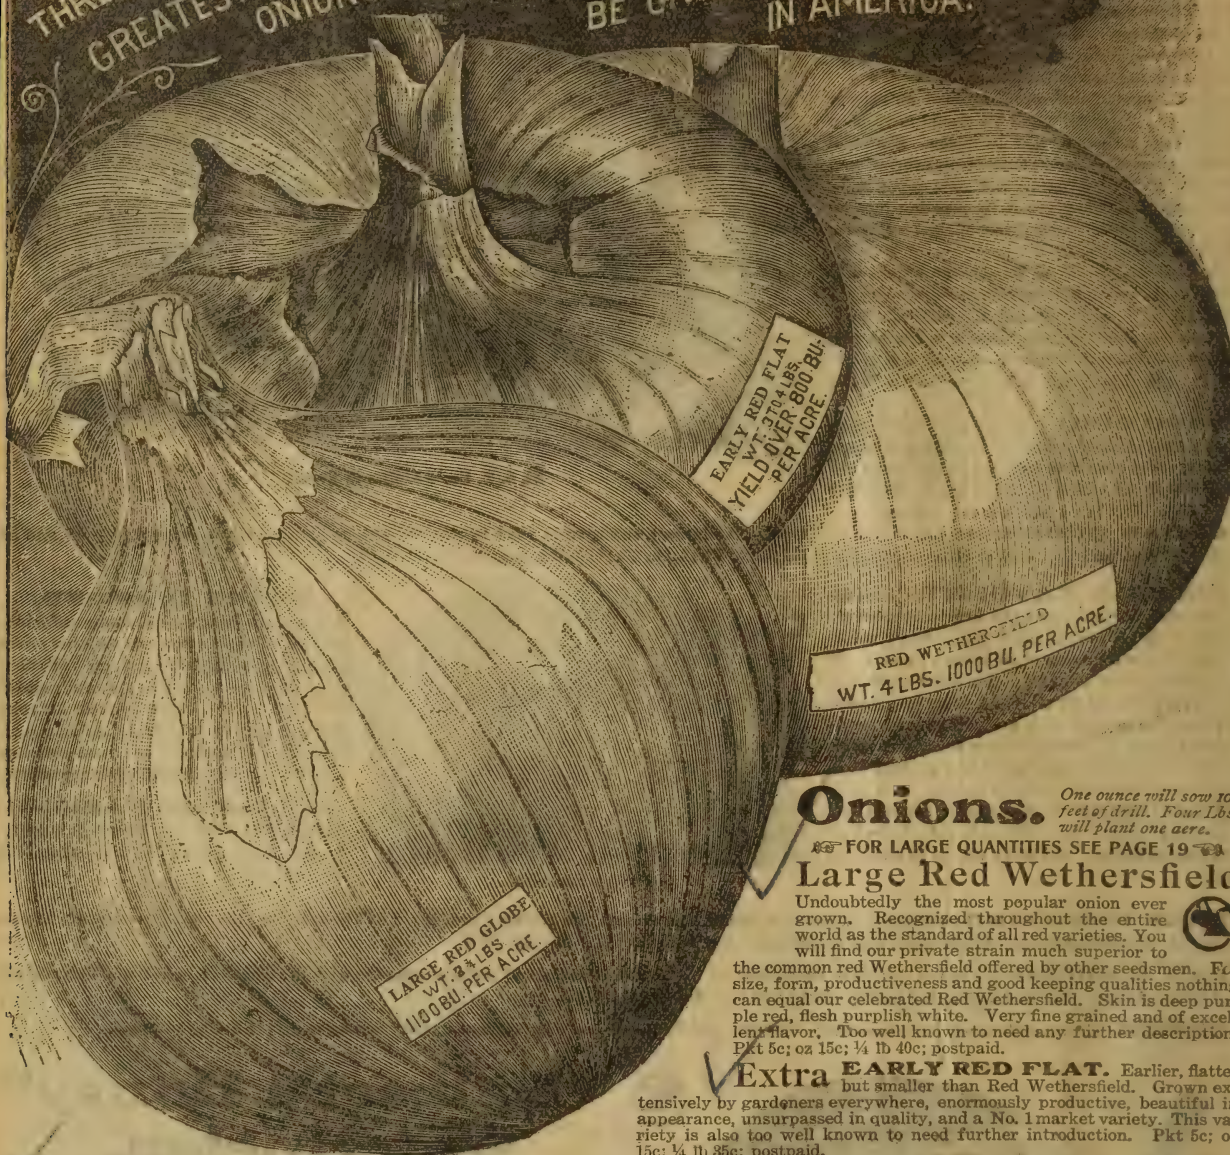 GREATEST
ONION
BE
IN AMERICA.
EARLY RED FLAT
WT. 3 TO 4 LBS.
YIELD OVER 800 BU.
PER ACRE.
RED WETHERSFIELD
WT. 4 LBS. 1000 BU. PER ACRE.
LARGE RED GLOBE
WT. 2¾ LBS
1100 BU. PER ACRE.
Onions.
One ounce will sow
feet of drill. Four Lbs
will plant one acre.
FOR LARGE QUANTITIES SEE PAGE 19
Large Red Wethersfield
Undoubtedly the most popular onion ever
grown. Recognized throughout the entire
world as the standard of all red varieties. You
will find our private strain much superior to
the common red Wethersfield offered by other seedsmen. Fo
size, form, productiveness and good keeping qualities nothing
can equal our celebrated Red Wethersfield. Skin is deep pur
ple red, flesh purplish white. Very fine grained and of excel
lent flavor, Too well known to need any further description
Pkt 5c; oz 15c; ¼ lb 40c; postpaid.
Extra EARLY RED FLAT. Earlier, flatte
but smaller than Red Wethersfield. Grown ex
tensively by gardeners everywhere, enormously productive, beautiful i
appearance, unsurpassed in quality, and a No. 1 market variety. This va
riety is also too well known to need further introduction. Pkt 5c; o
15c; ¼ lb 35c; postpaid.